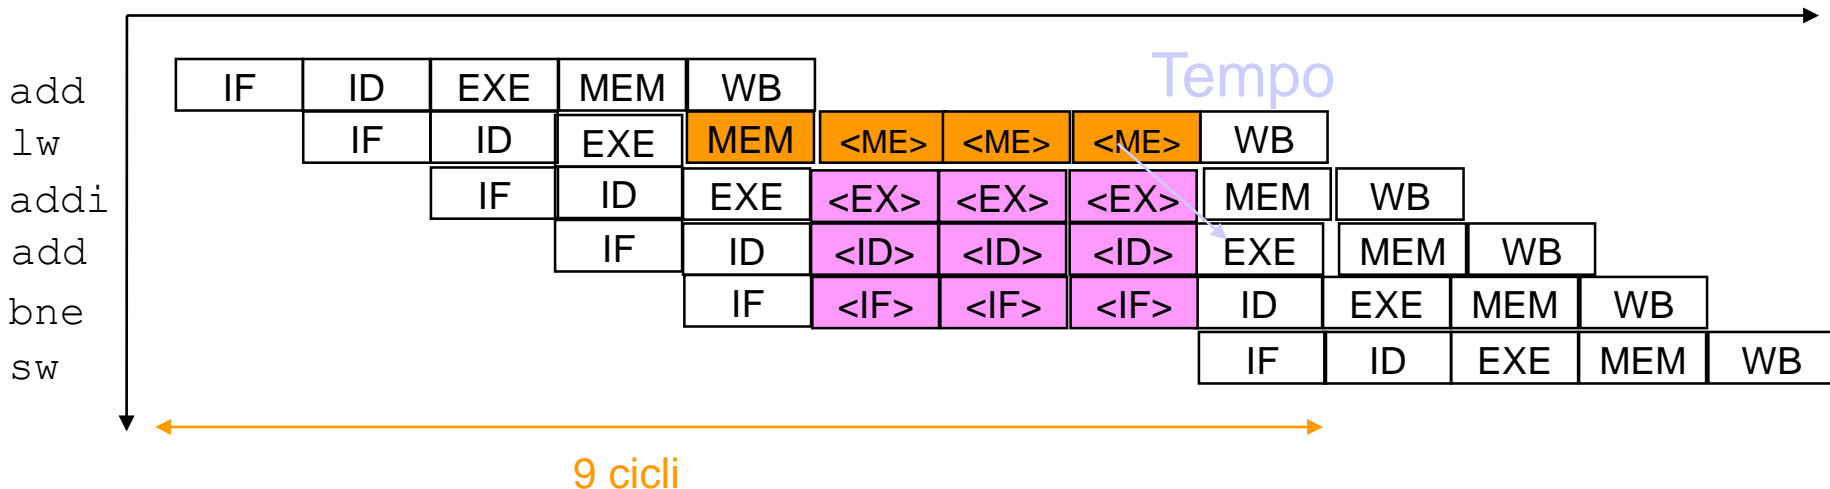 Tempo
add IF ID EXE MEM WB
lw IF ID EXE MEM <ME> <ME> <ME> WB
addi IF ID EXE <EX> <EX> <EX> MEM WB
add IF ID <ID> <ID> <ID> EXE MEM WB
bne IF <IF> <IF> <IF> ID EXE MEM WB
sw IF ID EXE MEM WB
9 cicli